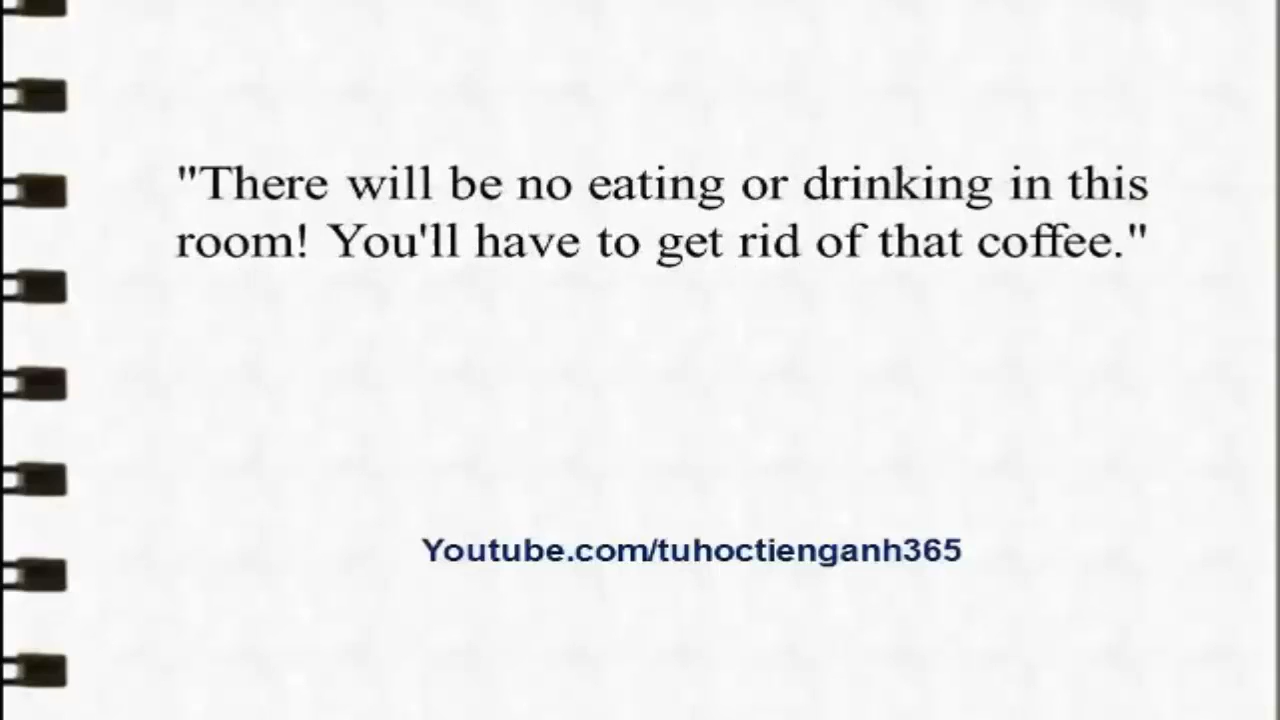 "There will be no eating or drinking in this
room! You'll have to get rid of that coffee."
Youtube.com/tuhoctienganh365